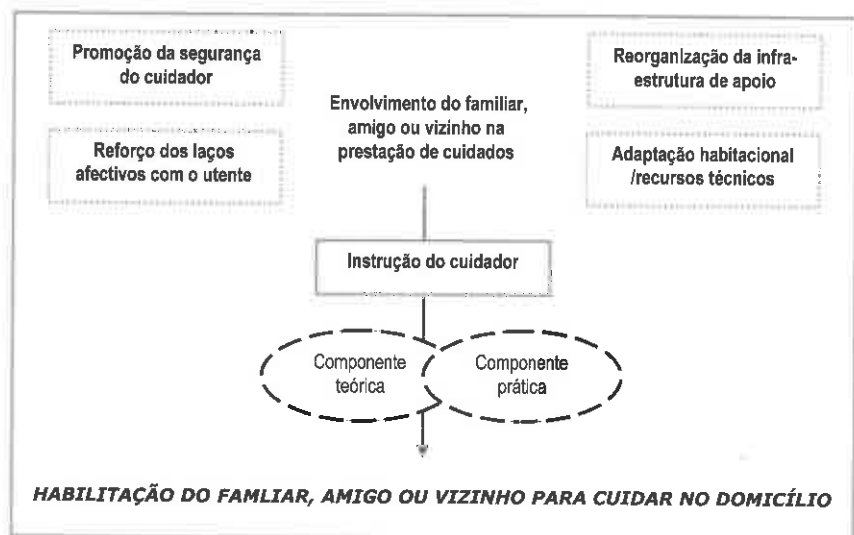 Promoção da segurança
do cuidador
Reforço dos laços
afectivos com o utente
Envolvimento do familiar,
amigo ou vizinho na
prestação de cuidados
Reorganização da infra-
estrutura de apoio
Adaptação habitacional
/recursos técnicos
Instrução do cuidador
Componente
teórica
Componente
prática
HABILITAÇÃO DO FAMLIAR, AMIGO OU VIZINHO PARA CUIDAR NO DOMICÍLIO